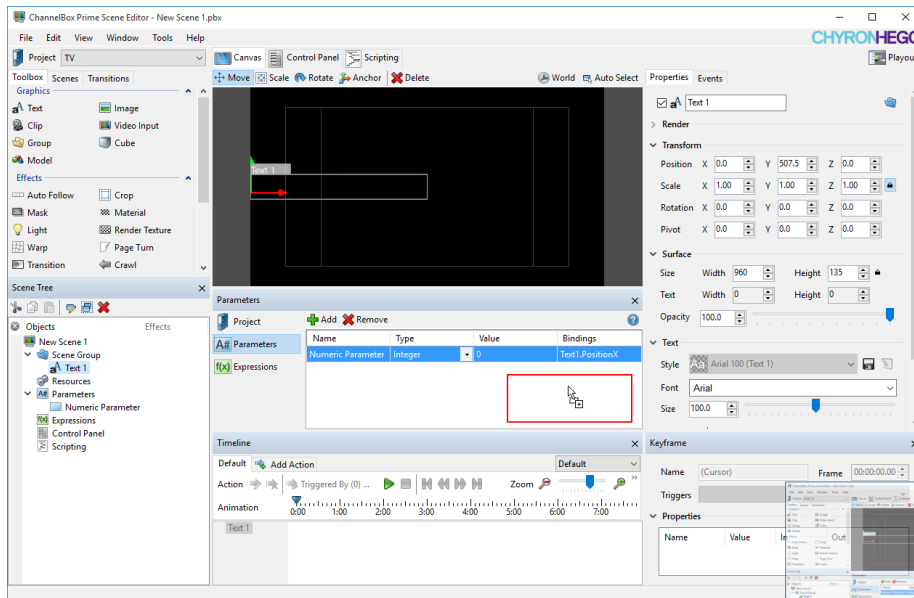 ChannelBox Prime Scene Editor - New Scene 1.pbx
File Edit View Window Tools Help
CHYRONHEGO
Project TV
Canvas Control Panel Scripting
Playou
Toolbox Scenes Transitions
Move Scale Rotate Anchor Delete World Auto Select
Properties Events
Graphics
Text Image
Clip Video Input
Group Cube
Model
Effects
Auto Follow Crop
Mask Material
Light Render Texture
Warp Page Turn
Transition Crawl
Text 1
Text 1
Render
Transform
Position X 0.0 Y 507.5 Z 0.0
Scale X 1.00 Y 1.00 Z 1.00
Rotation X 0.0 Y 0.0 Z 0.0
Pivot X 0.0 Y 0.0 Z 0.0
Surface
Size Width 960 Height 135
Text Width 0 Height 0
Opacity 100.0
Text
Style Aa Arial 100 (Text 1)
Font Arial
Size 100.0
Scene Tree
Objects Effects
New Scene 1
Scene Group
Text 1
Resources
Parameters
Numeric Parameter
Expressions
Control Panel
Scripting
Parameters
Project
Add Remove
A# Parameters
f(x) Expressions
Name Type Value Bindings
Numeric Parameter Integer 0 Text1.PositionX
Timeline
Default Add Action Default
Action Triggered By (0) ... Zoom
Animation 0:00 1:00 2:00 3:00 4:00 5:00 6:00 7:00
Text 1
Keyframe
Name (Cursor) Frame 00:00:00.00
Triggers
Properties
Name Value In Out